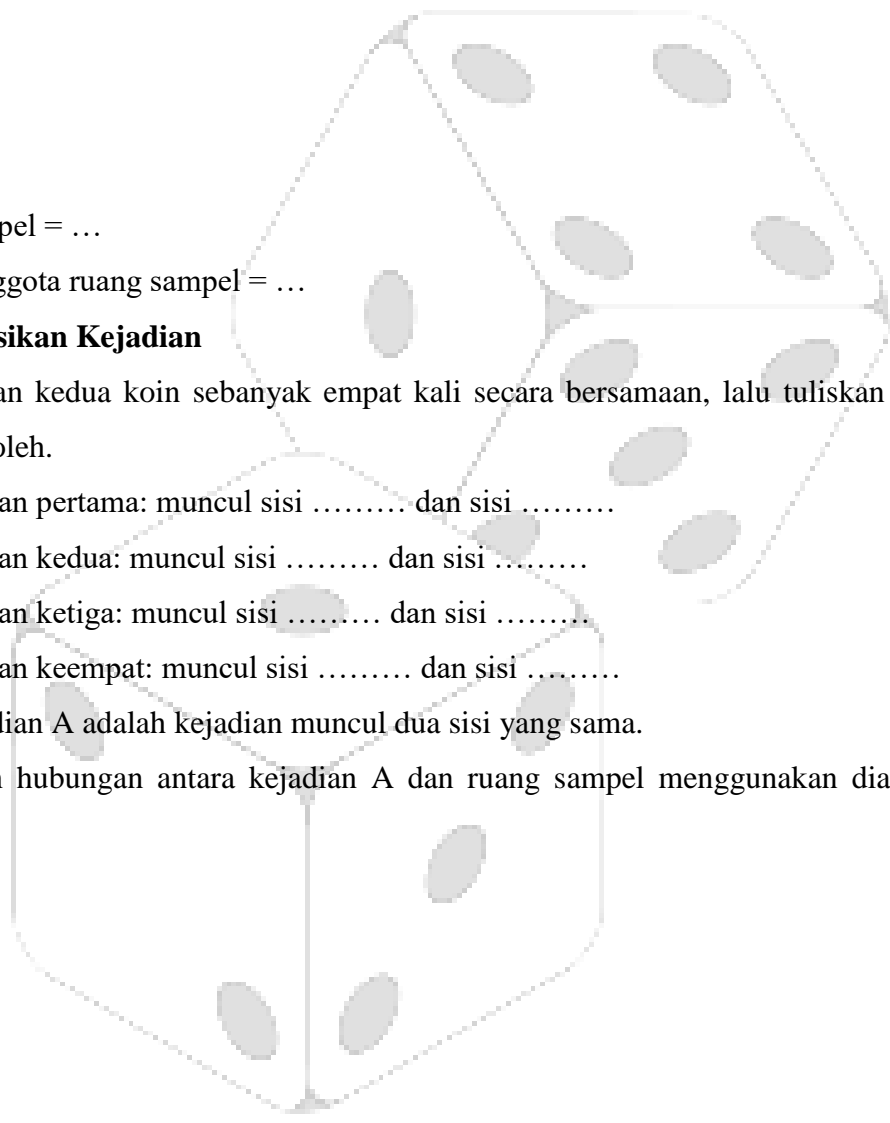 pel = …
ggota ruang sampel = …
sikan Kejadian
an kedua koin sebanyak empat kali secara bersamaan, lalu tuliskan
oleh.
an pertama: muncul sisi ……… dan sisi ………
an kedua: muncul sisi ……… dan sisi ………
an ketiga: muncul sisi ……… dan sisi ………
an keempat: muncul sisi ……… dan sisi ………
dian A adalah kejadian muncul dua sisi yang sama.
n hubungan antara kejadian A dan ruang sampel menggunakan dia